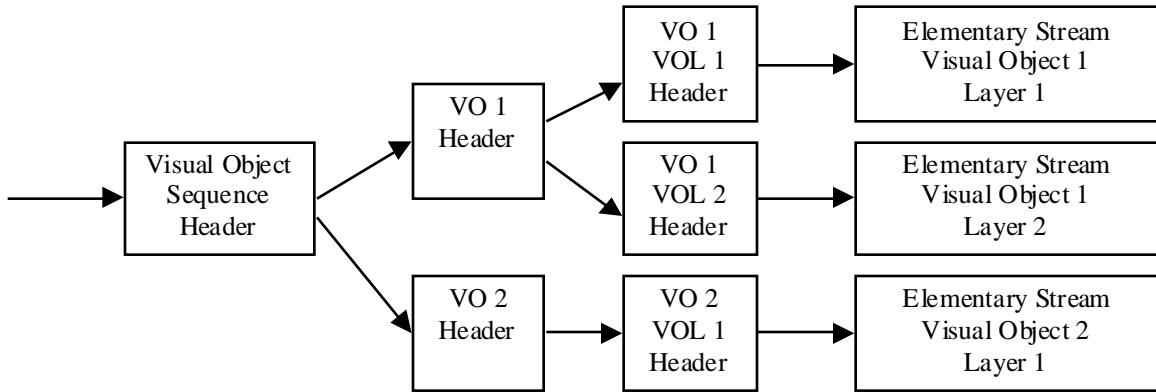 Visual Object
Sequence
Header
VO 1
Header
VO 2
Header
VO 1
VOL 1
Header
VO 1
VOL 2
Header
VO 2
VOL 1
Header
Elementary Stream
Visual Object 1
Layer 1
Elementary Stream
Visual Object 1
Layer 2
Elementary Stream
Visual Object 2
Layer 1